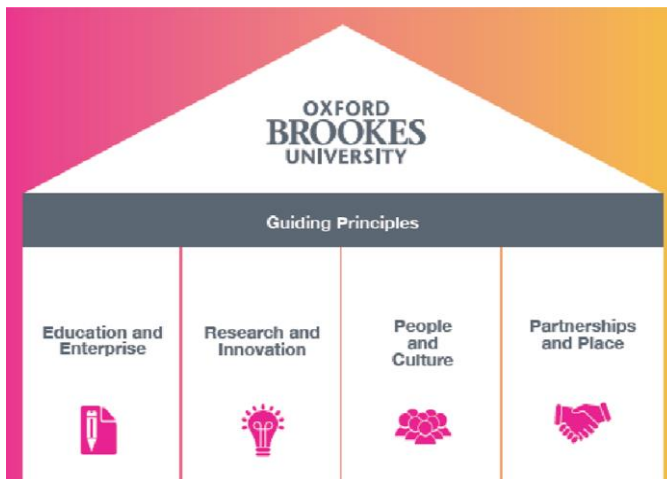 OXFORD
BROOKES
UNIVERSITY
Guiding Principles
Education and
Enterprise
Research and
Innovation
People
and
Culture
Partnerships
and Place